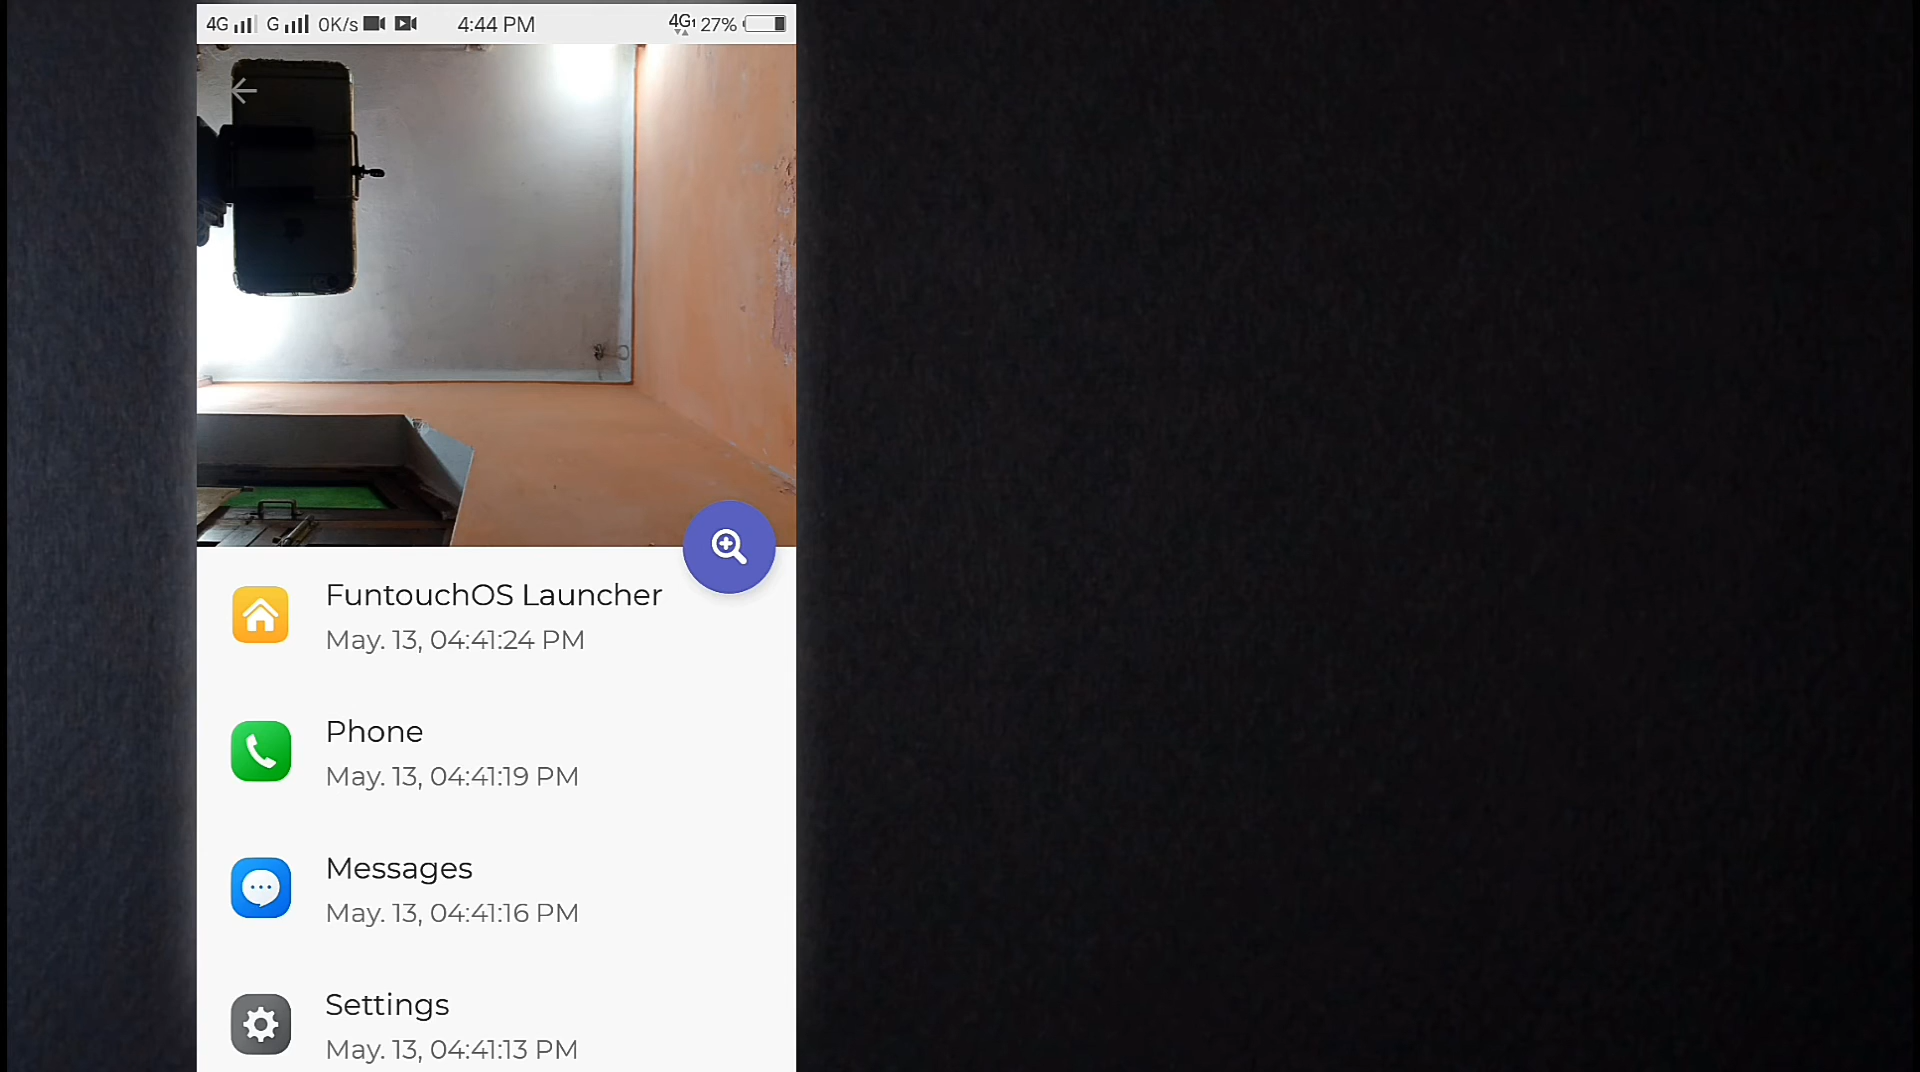 4G G 0K/s 4:44 PM 4G1 27%
FuntouchOS Launcher
May. 13, 04:41:24 PM
Phone
May. 13, 04:41:19 PM
Messages
May. 13, 04:41:16 PM
Settings
May. 13, 04:41:13 PM